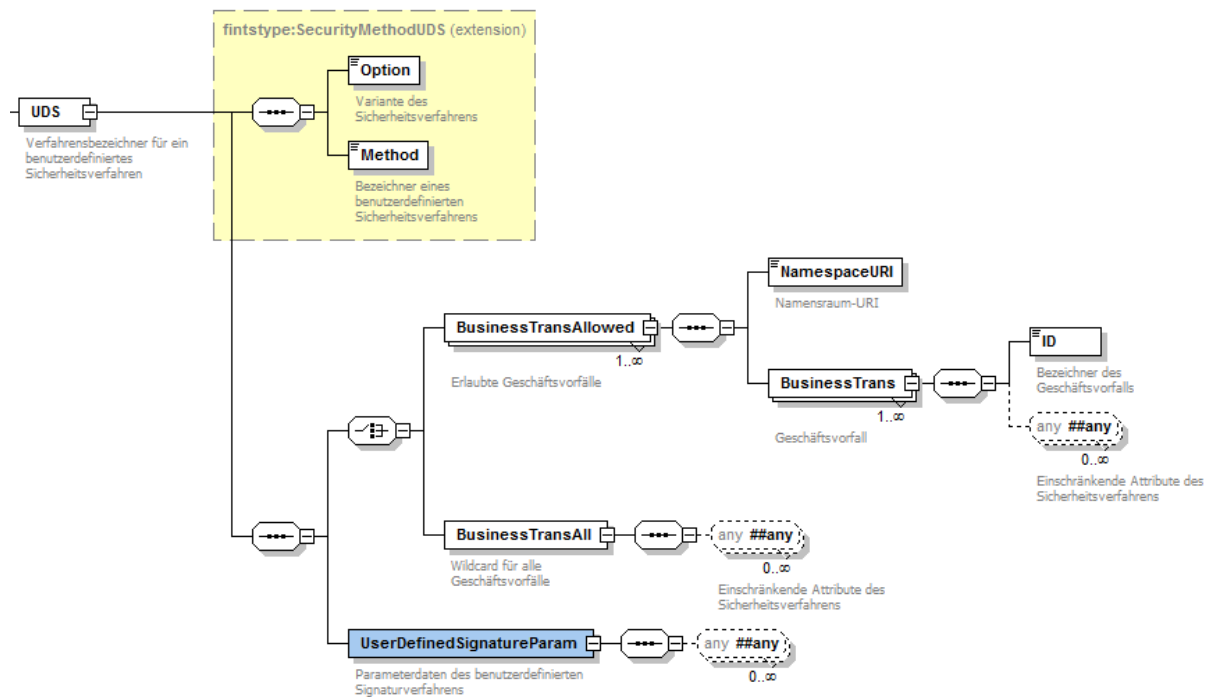 fintstype:SecurityMethodUDS (extension)
Option
Variante des
Sicherheitsverfahrens
UDS
Verfahrensbezeichner für ein
benutzerdefiniertes
Sicherheitsverfahren
Method
Bezeichner eines
benutzerdefinierten
Sicherheitsverfahrens
NamespaceURI
Namensraum-URI
BusinessTransAllowed
1..∞
Erlaubte Geschäftsvorfälle
ID
Bezeichner des
Geschäftsvorfalls
BusinessTrans
1..∞
Geschäftsvorfall
any ##any
0..∞
Einschränkende Attribute des
Sicherheitsverfahrens
BusinessTransAll
Wildcard für alle
Geschäftsvorfälle
any ##any
0..∞
Einschränkende Attribute des
Sicherheitsverfahrens
UserDefinedSignatureParam
Parameterdaten des benutzerdefinierten
Signaturverfahrens
any ##any
0..∞